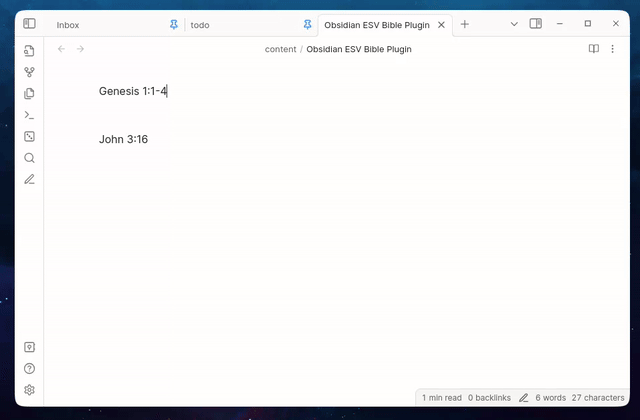 Inbox
todo
Obsidian ESV Bible Plugin
content / Obsidian ESV Bible Plugin
Genesis 1:1-4
John 3:16
1 min read 0 backlinks 6 words 27 characters